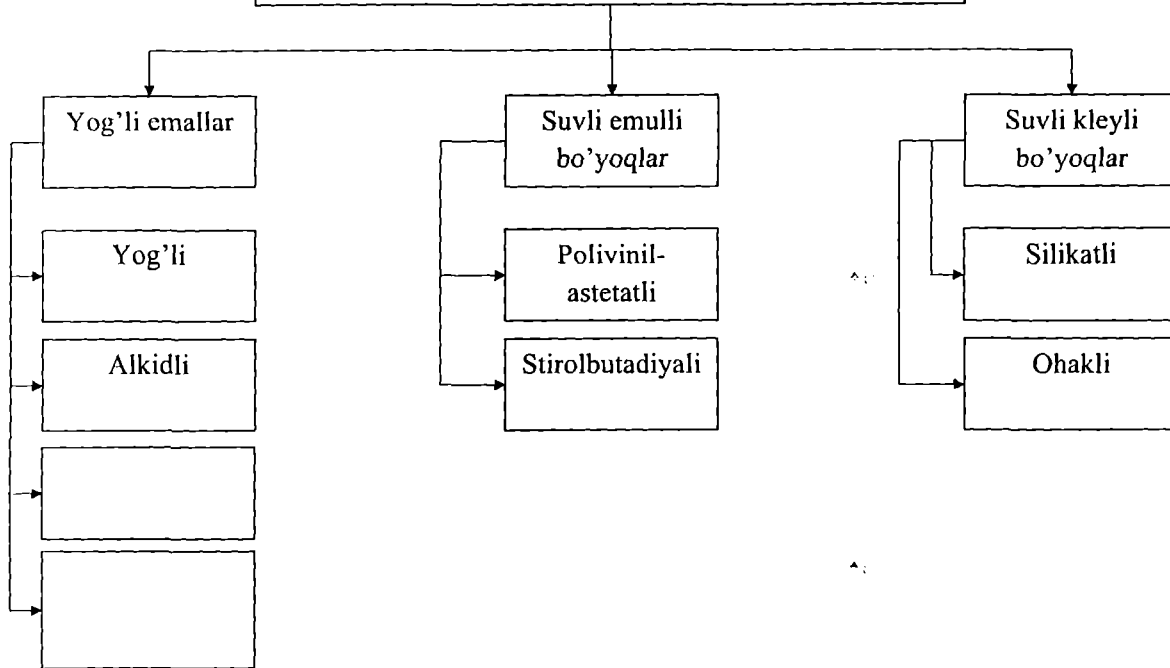 Yog’li emallar
Suvli emulli
bo’yoqlar
Suvli kleyli
bo’yoqlar
Yog’li
Polivinil-
astetatli
Silikatli
Alkidli
Stirolbutadiyali
Ohakli